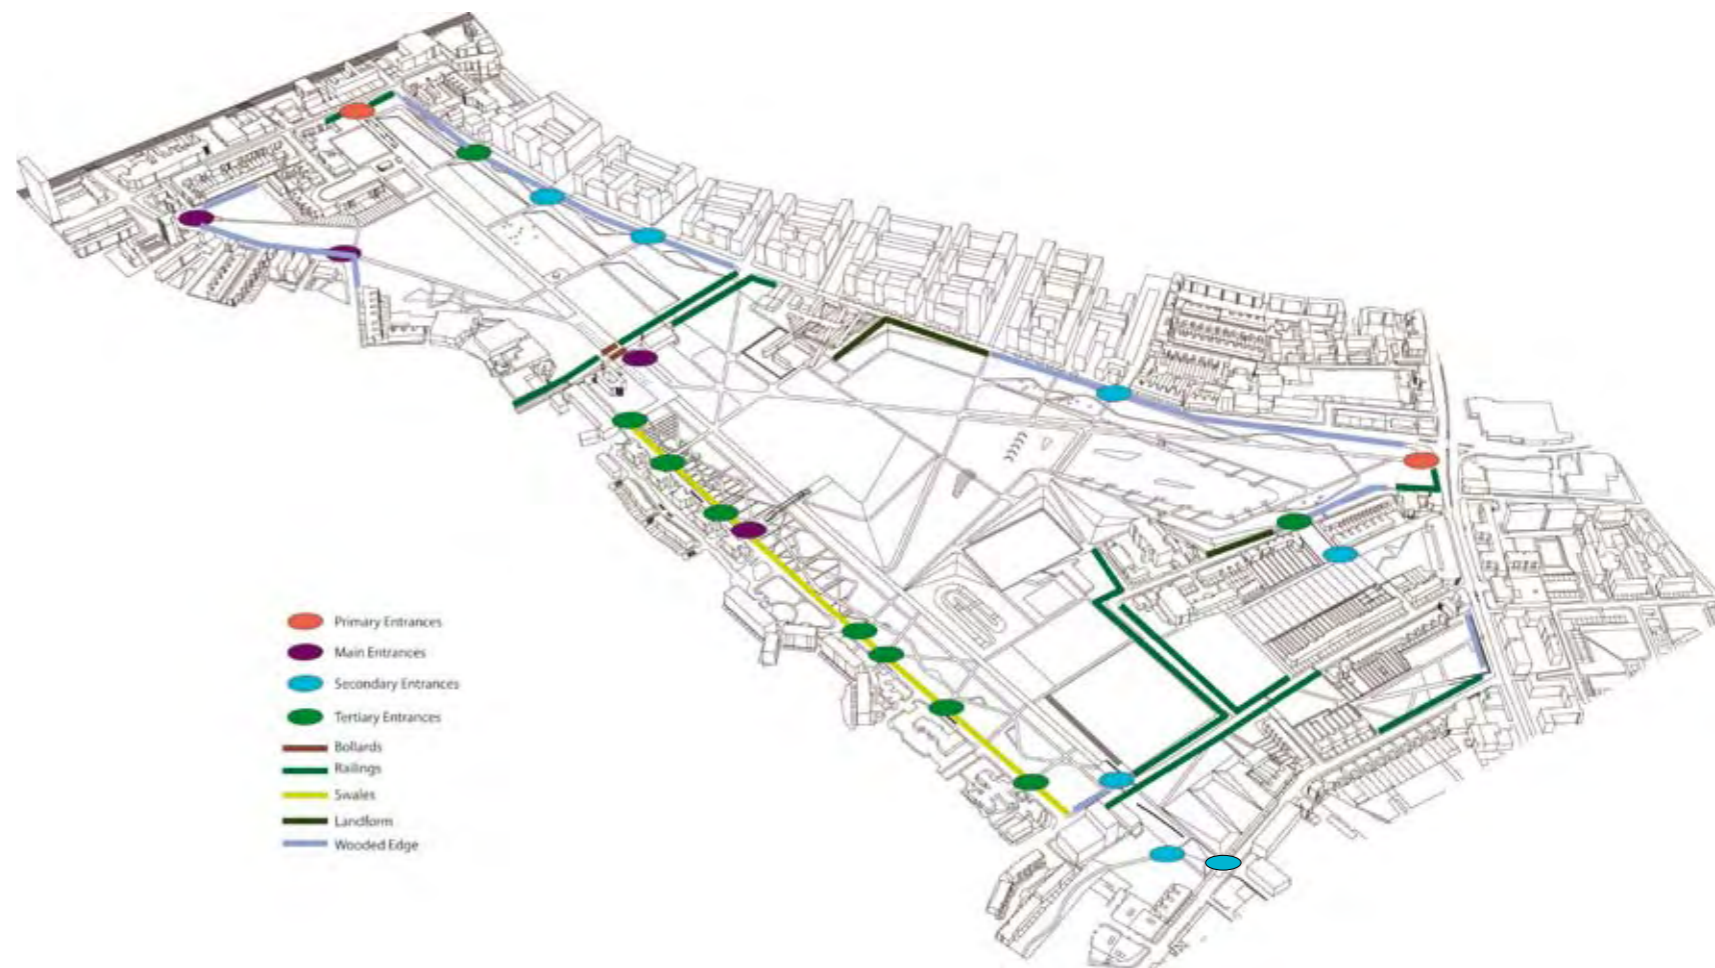 Primary Entrances
Main Entrances
Secondary Entrances
Tertiary Entrances
Bollards
Railings
Swales
Landform
Wooded Edge